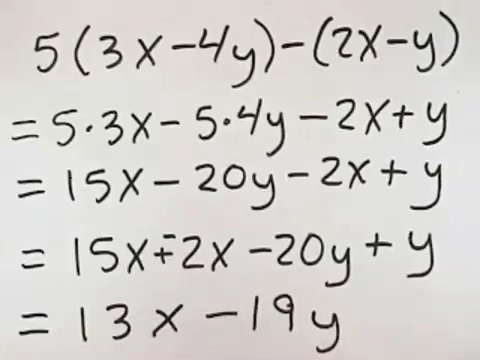 5(3x-4y)-(2x-y)
=5·3x-5·4y-2x+y
=15x-20y-2x+y
=15x+-2x-20y+y
=13x-19y